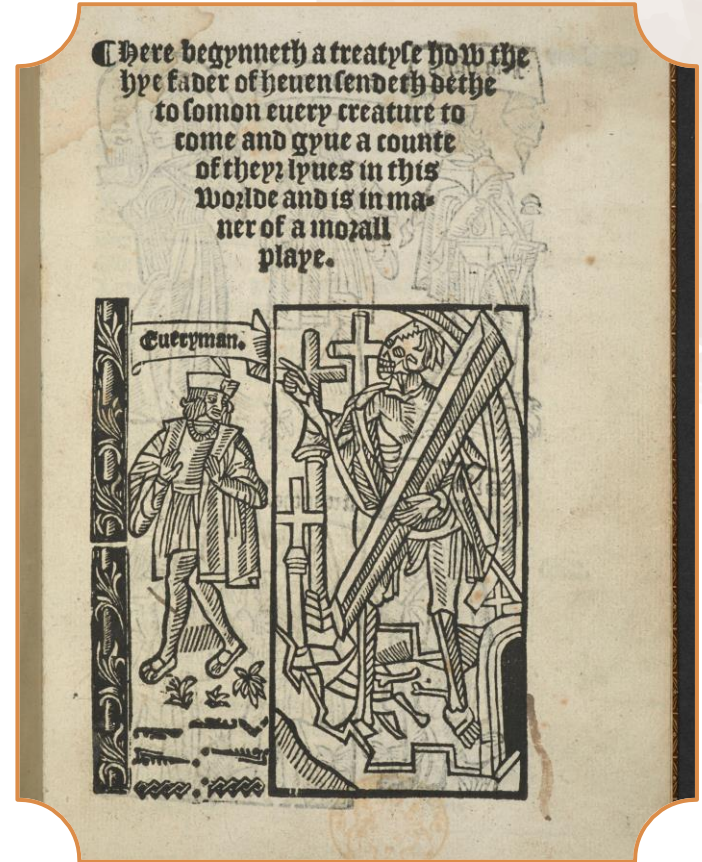 ¶Here begynneth a treatyse how the
hye fader of heuen sendeth dethe
to somon euery creature to
come and gyue a counte
of theyr lyues in this
worlde and is in ma⸗
ner of a morall
playe.
Eueryman.